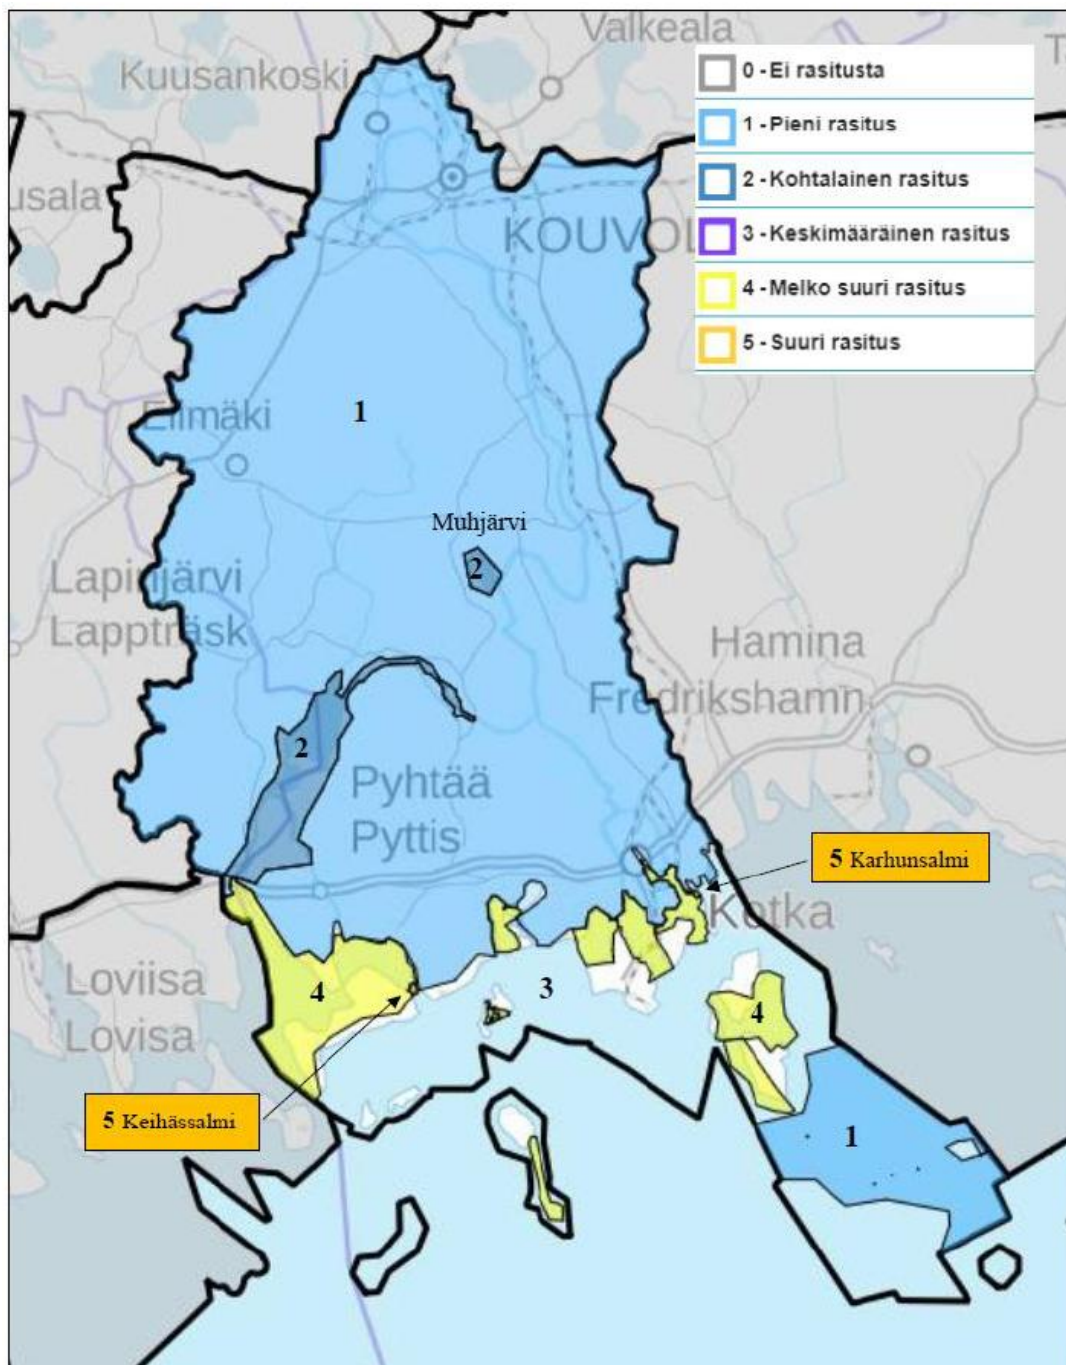 Valkeala
Kuusankoski
0 - Ei rasitusta
1 - Pieni rasitus
2 - Kohtalainen rasitus
3 - Keskimääräinen rasitus
4 - Melko suuri rasitus
5 - Suuri rasitus
usala
KOUVOL
Elimäki
1
Muhjärvi
2
Lapinjärvi
Lappträsk
Hamina
Fredrikshamn
2
Pyhtää
Pyttis
5 Karhunsalmi
Kotka
Loviisa
Lovisa
4
3
4
5 Keihässalmi
1